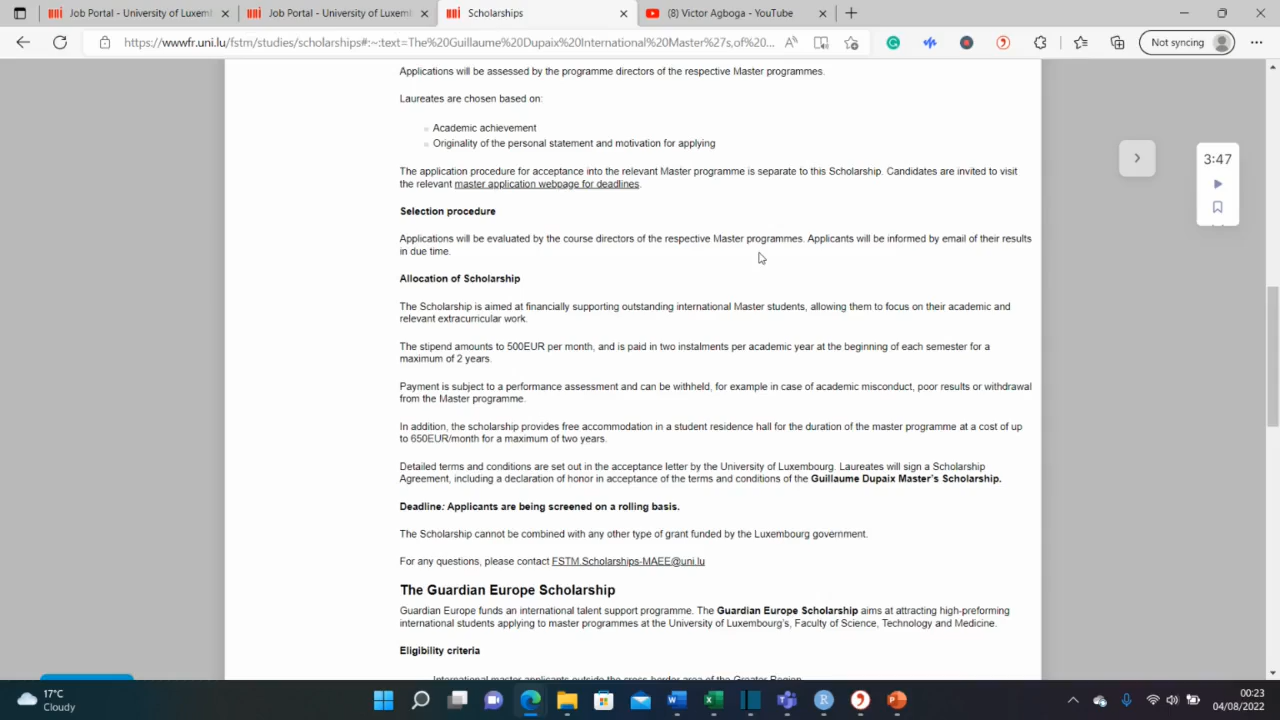 Job Portal - University of Luxem
Job Portal - University of Luxem
Scholarships
(8) Victor Agboga - YouTube
https://wwwfr.uni.lu/fstm/studies/scholarships#:~:text=The%20Guillaume%20Dupaix%20International%20Master%27s,of%20...
Not syncing
Applications will be assessed by the programme directors of the respective Master programmes.
Laureates are chosen based on:
Academic achievement
Originality of the personal statement and motivation for applying
The application procedure for acceptance into the relevant Master programme is separate to this Scholarship. Candidates are invited to visit
the relevant master application webpage for deadlines.
Selection procedure
Applications will be evaluated by the course directors of the respective Master programmes. Applicants will be informed by email of their results
in due time.
Allocation of Scholarship
The Scholarship is aimed at financially supporting outstanding international Master students, allowing them to focus on their academic and
relevant extracurricular work.
The stipend amounts to 500EUR per month, and is paid in two instalments per academic year at the beginning of each semester for a
maximum of 2 years.
Payment is subject to a performance assessment and can be withheld, for example in case of academic misconduct, poor results or withdrawal
from the Master programme.
In addition, the scholarship provides free accommodation in a student residence hall for the duration of the master programme at a cost of up
to 650EUR/month for a maximum of two years.
Detailed terms and conditions are set out in the acceptance letter by the University of Luxembourg. Laureates will sign a Scholarship
Agreement, including a declaration of honor in acceptance of the terms and conditions of the Guillaume Dupaix Master's Scholarship.
Deadline: Applicants are being screened on a rolling basis.
The Scholarship cannot be combined with any other type of grant funded by the Luxembourg government.
For any questions, please contact FSTM.Scholarships-MAEE@uni.lu
The Guardian Europe Scholarship
Guardian Europe funds an international talent support programme. The Guardian Europe Scholarship aims at attracting high-preforming
international students applying to master programmes at the University of Luxembourg's, Faculty of Science, Technology and Medicine.
Eligibility criteria
International master applicants outside the cross-border area of the Greater Region
3:47
17°C
Cloudy
00:23
04/08/2022